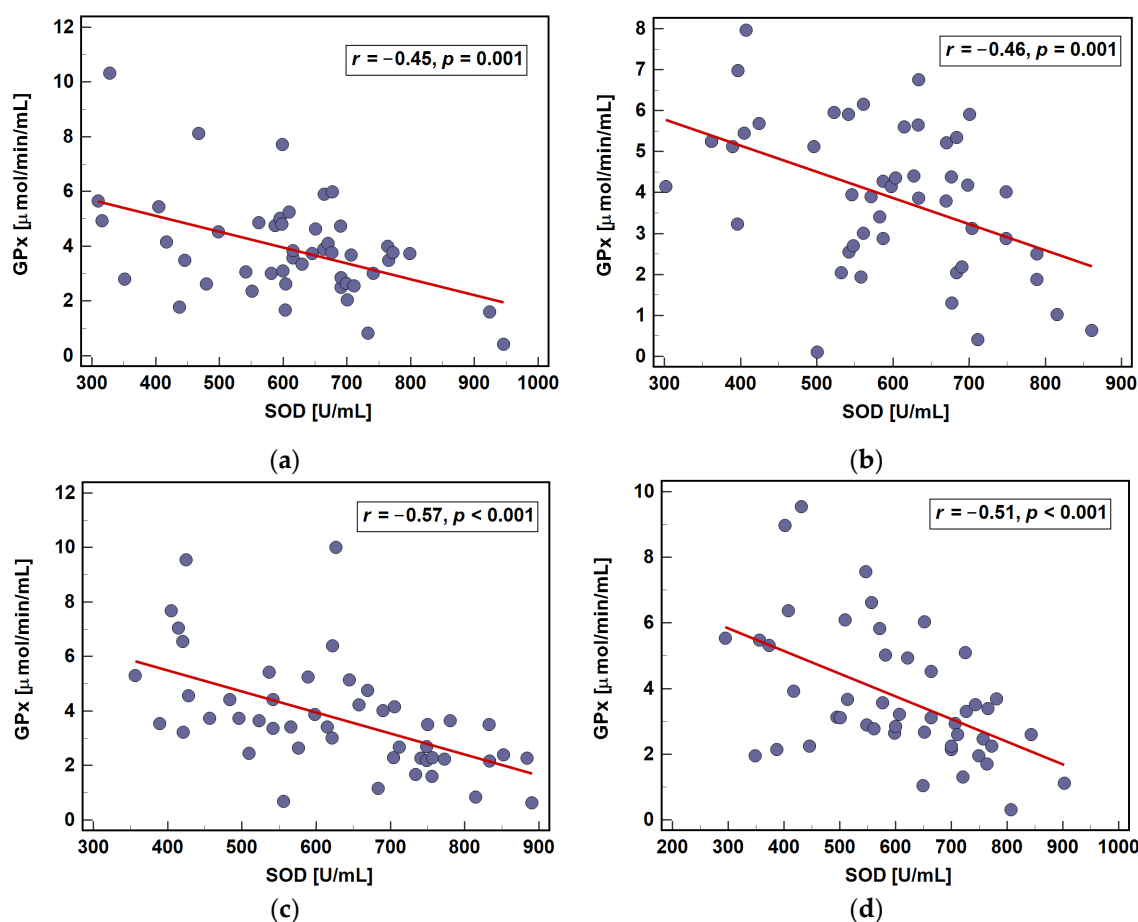 r = −0.45, p = 0.001
GPx [µ mol/min/mL]
12
10
8
6
4
2
0
300 400 500 600 700 800 900 1000
SOD [U/mL]
(a)
r = −0.46, p = 0.001
GPx [µ mol/min/mL]
8
7
6
5
4
3
2
1
0
300 400 500 600 700 800 900
SOD [U/mL]
(b)
r = −0.57, p < 0.001
GPx [µ mol/min/mL]
12
10
8
6
4
2
0
300 400 500 600 700 800 900
SOD [U/mL]
(c)
r = −0.51, p < 0.001
GPx [µ mol/min/mL]
10
8
6
4
2
0
200 300 400 500 600 700 800 900 1000
SOD [U/mL]
(d)